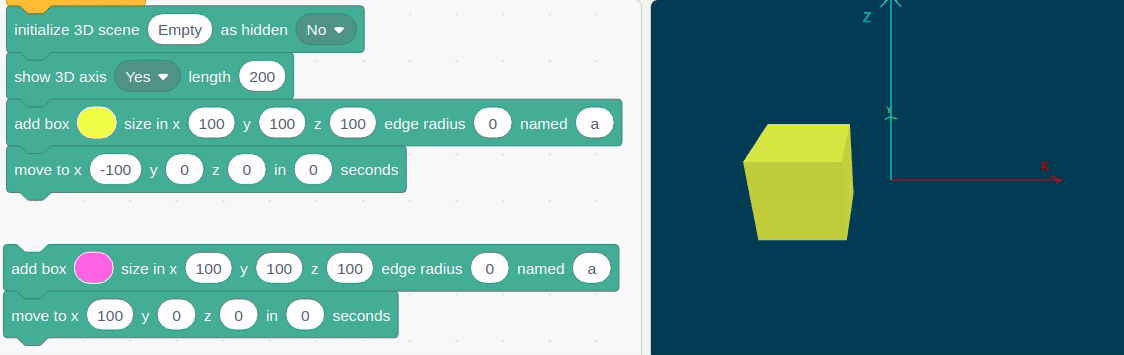 initialize 3D scene Empty as hidden No
show 3D axis Yes length 200
add box size in x 100 y 100 z 100 edge radius 0 named a
move to x -100 y 0 z 0 in 0 seconds
add box size in x 100 y 100 z 100 edge radius 0 named a
move to x 100 y 0 z 0 in 0 seconds
Z
Y
X